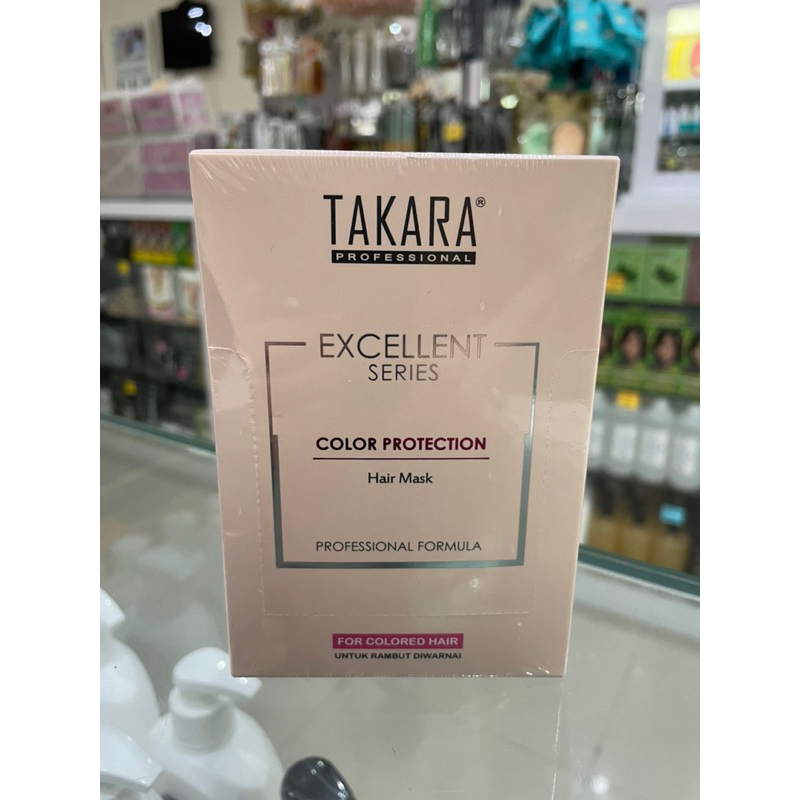 TAKARA®
PROFESSIONAL
EXCELLENT
SERIES
COLOR PROTECTION
Hair Mask
PROFESSIONAL FORMULA
FOR COLORED HAIR
UNTUK RAMBUT DIWARNAI